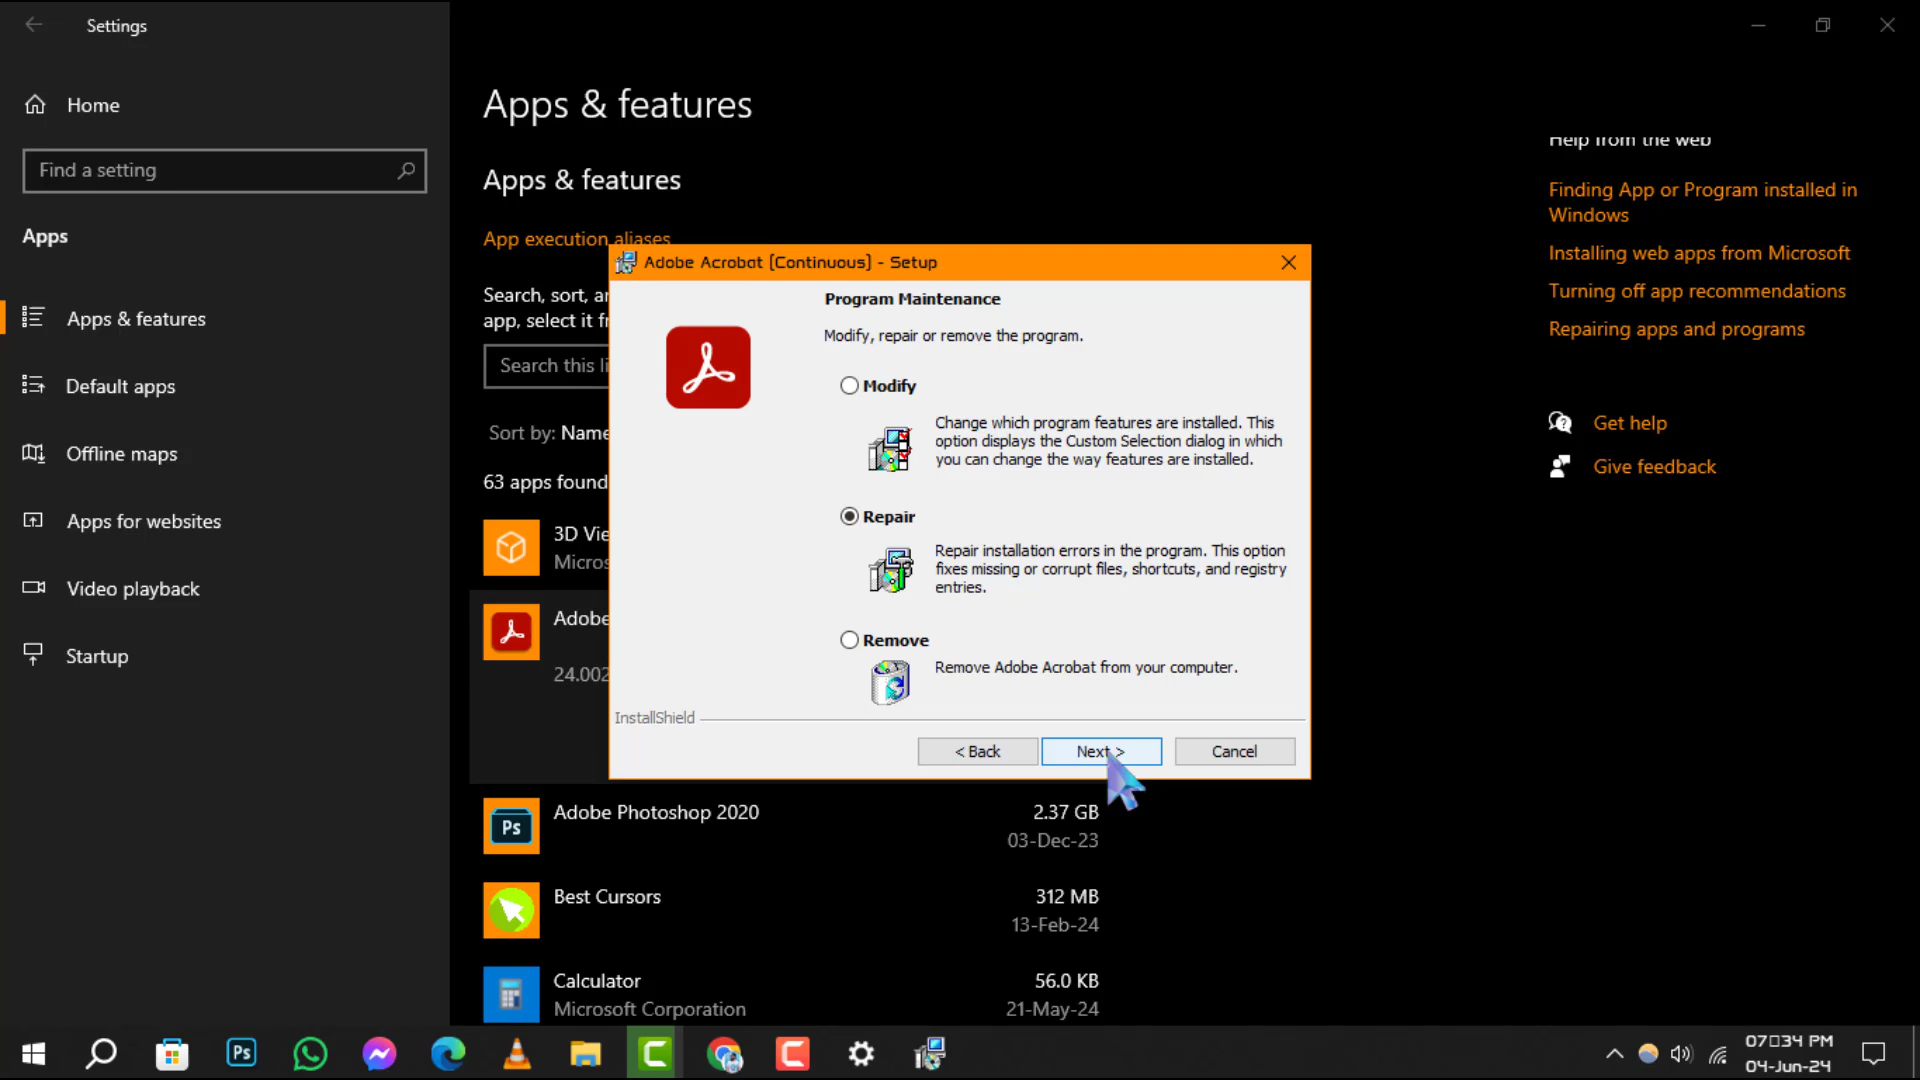 Settings
Home
Find a setting
Apps
Apps & features
Default apps
Offline maps
Apps for websites
Video playback
Startup
Apps & features
Apps & features
App execution aliases
Search, sort, a
app, select it f
Search this li
Sort by: Name
63 apps found
3D Vie
Micros
Adobe
24.002
Adobe Photoshop 2020
2.37 GB
03-Dec-23
Best Cursors
312 MB
13-Feb-24
Calculator
56.0 KB
Microsoft Corporation
21-May-24
Adobe Acrobat (Continuous) - Setup
Program Maintenance
Modify, repair or remove the program.
Modify
Change which program features are installed. This
option displays the Custom Selection dialog in which
you can change the way features are installed.
Repair
Repair installation errors in the program. This option
fixes missing or corrupt files, shortcuts, and registry
entries.
Remove
Remove Adobe Acrobat from your computer.
InstallShield
< Back
Next >
Cancel
Help from the web
Finding App or Program installed in
Windows
Installing web apps from Microsoft
Turning off app recommendations
Repairing apps and programs
Get help
Give feedback
Ps
Ps
07▯34 PM
04-Jun-24